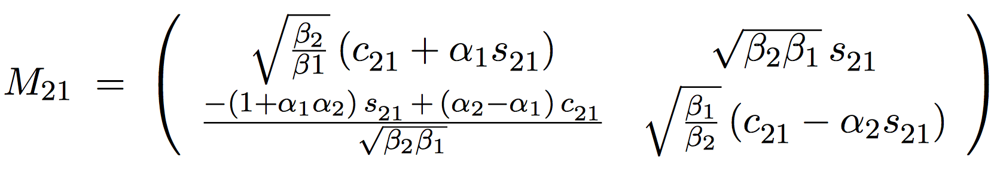 M₂₁ = ( √(β₂/β1) (c₂₁ + α₁s₂₁) √(β₂β₁) s₂₁
(−(1+α₁α₂) s₂₁ + (α₂−α₁) c₂₁)/√(β₂β₁) √(β₁/β₂) (c₂₁ − α₂s₂₁) )